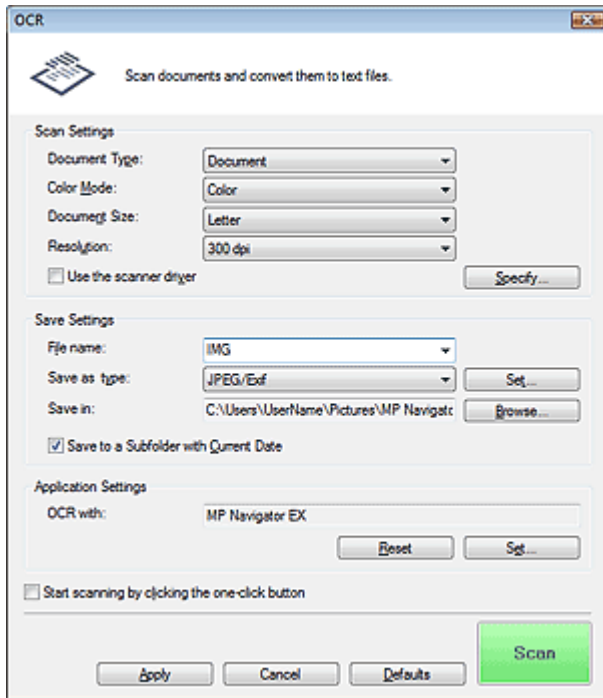 OCR
Scan documents and convert them to text files.
Scan Settings
Document Type: Document
Color Mode: Color
Document Size: Letter
Resolution: 300 dpi
Use the scanner driver Specify...
Save Settings
File name: IMG
Save as type: JPEG/Exif Set...
Save in: C:\Users\UserName\Pictures\MP Navigatc Browse...
Save to a Subfolder with Current Date
Application Settings
OCR with: MP Navigator EX
Reset Set...
Start scanning by clicking the one-click button
Scan
Apply Cancel Defaults